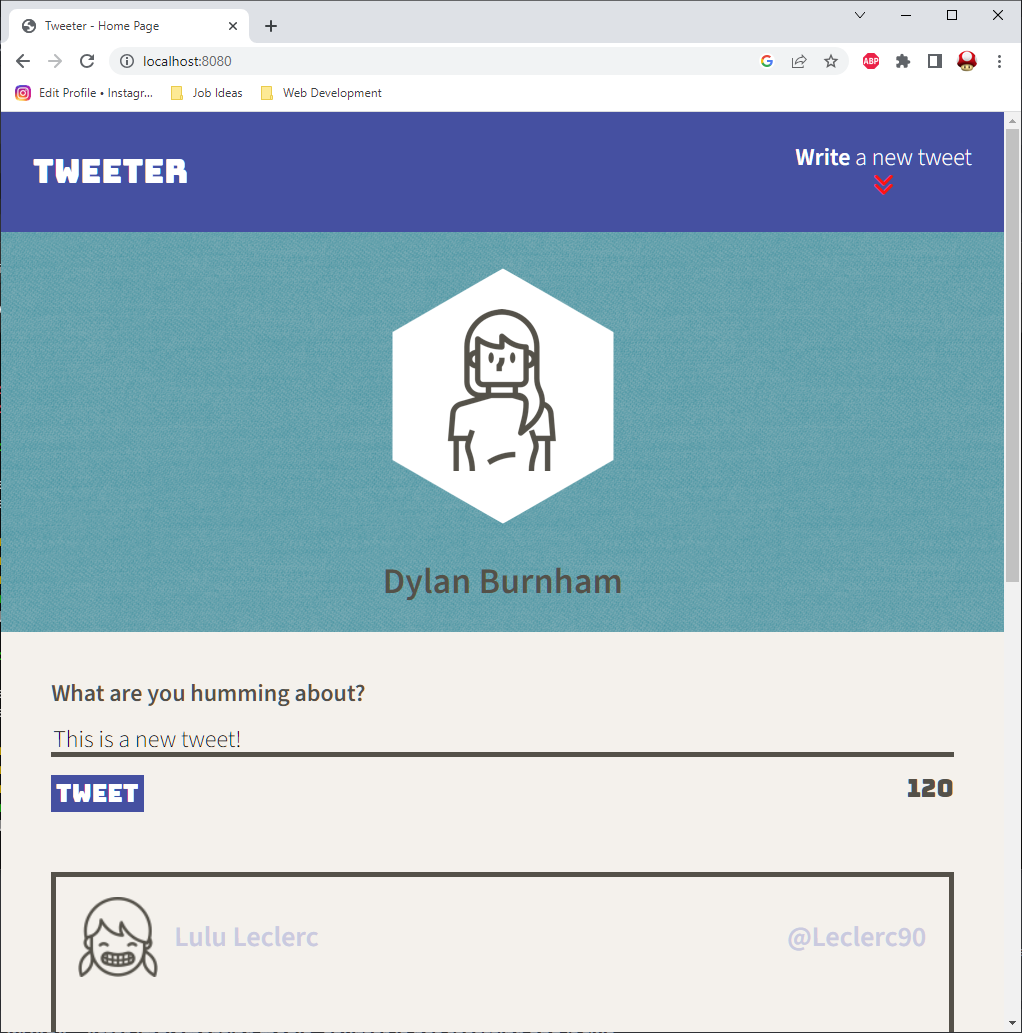 Tweeter - Home Page
localhost:8080
ABP
Edit Profile • Instagr...
Job Ideas
Web Development
TWEETER
Write a new tweet
Dylan Burnham
What are you humming about?
This is a new tweet!
TWEET
120
Lulu Leclerc
@Leclerc90